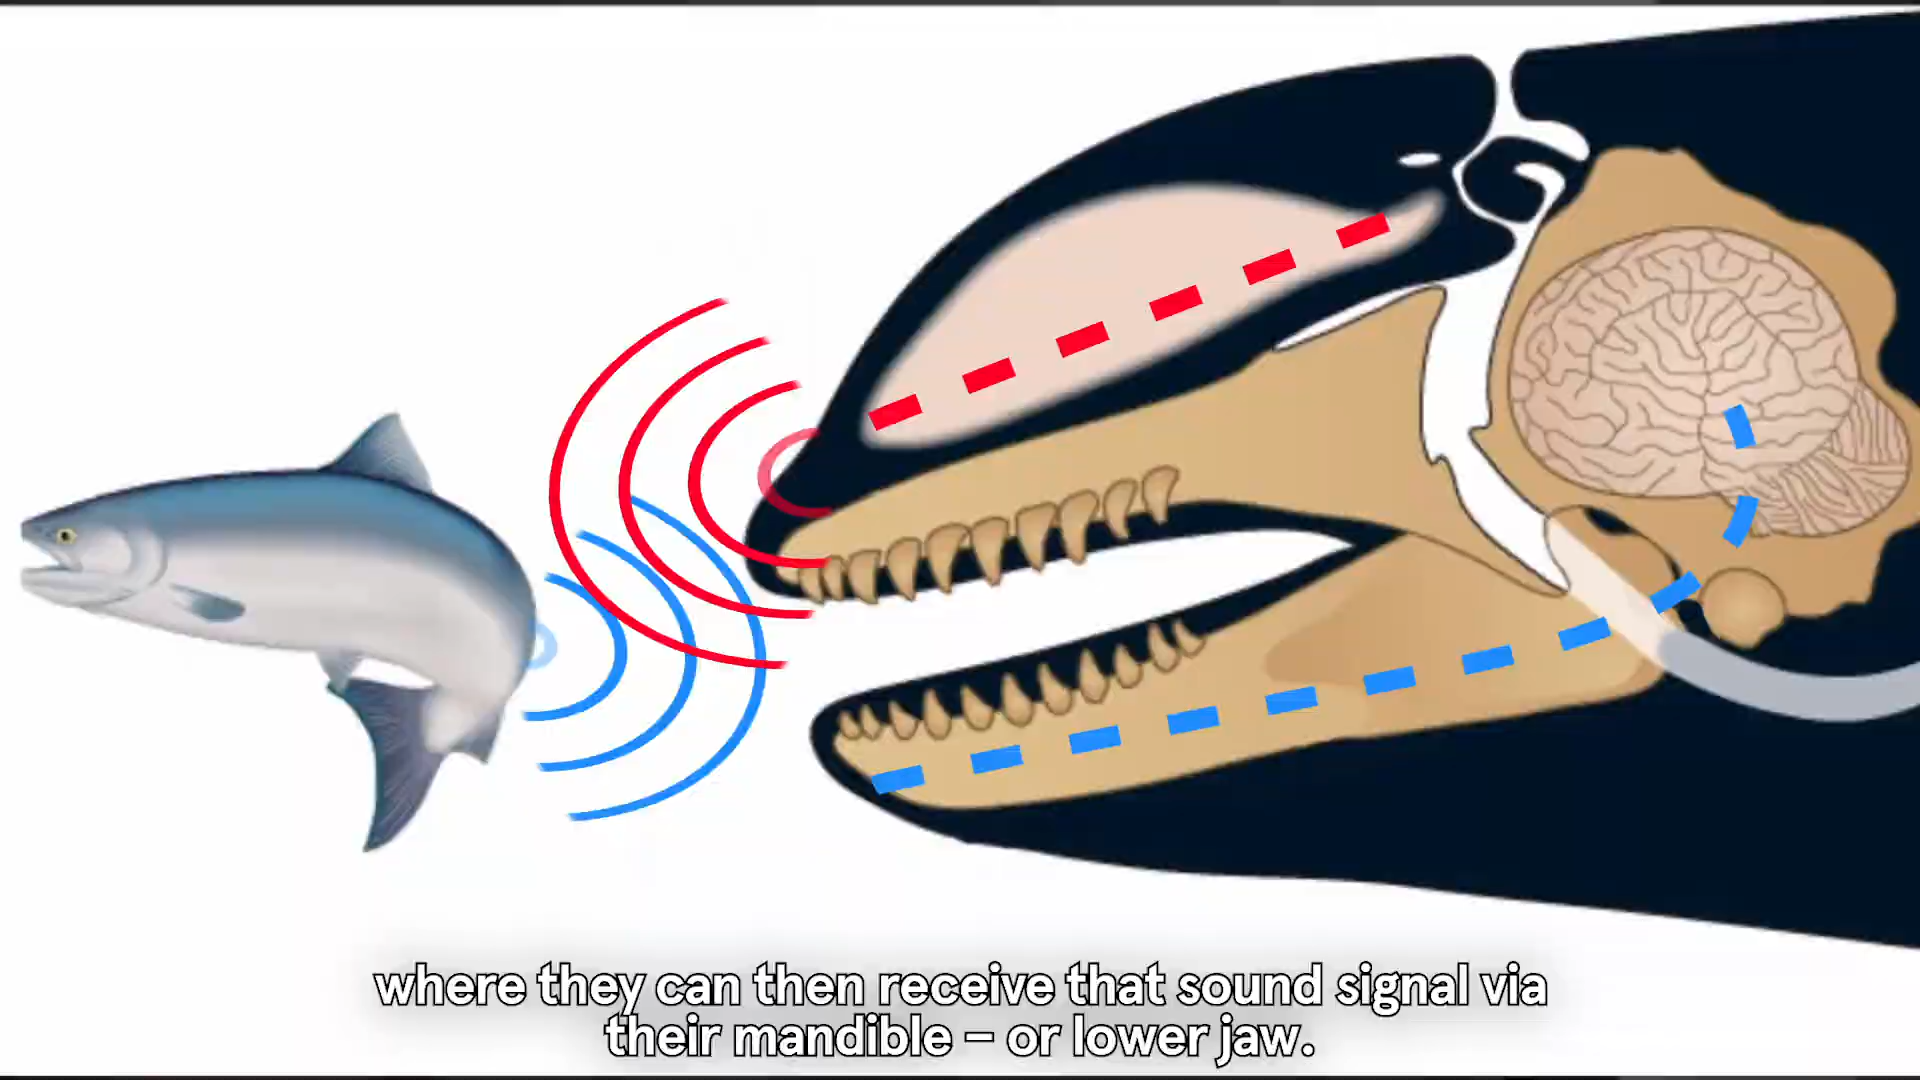 where they can then receive that sound signal via
their mandible – or lower jaw.